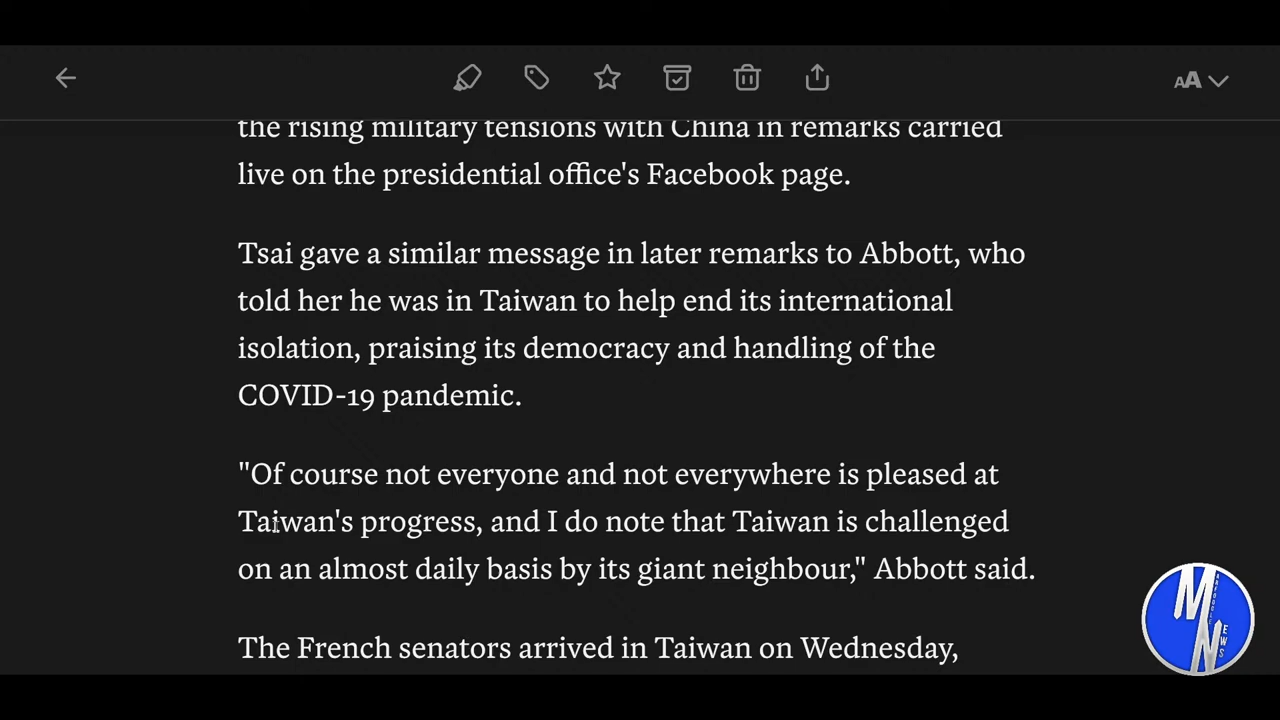 AA
the rising military tensions with China in remarks carried
live on the presidential office's Facebook page.
Tsai gave a similar message in later remarks to Abbott, who
told her he was in Taiwan to help end its international
isolation, praising its democracy and handling of the
COVID-19 pandemic.
"Of course not everyone and not everywhere is pleased at
Taiwan's progress, and I do note that Taiwan is challenged
on an almost daily basis by its giant neighbour," Abbott said.
The French senators arrived in Taiwan on Wednesday,
M
N
EWS